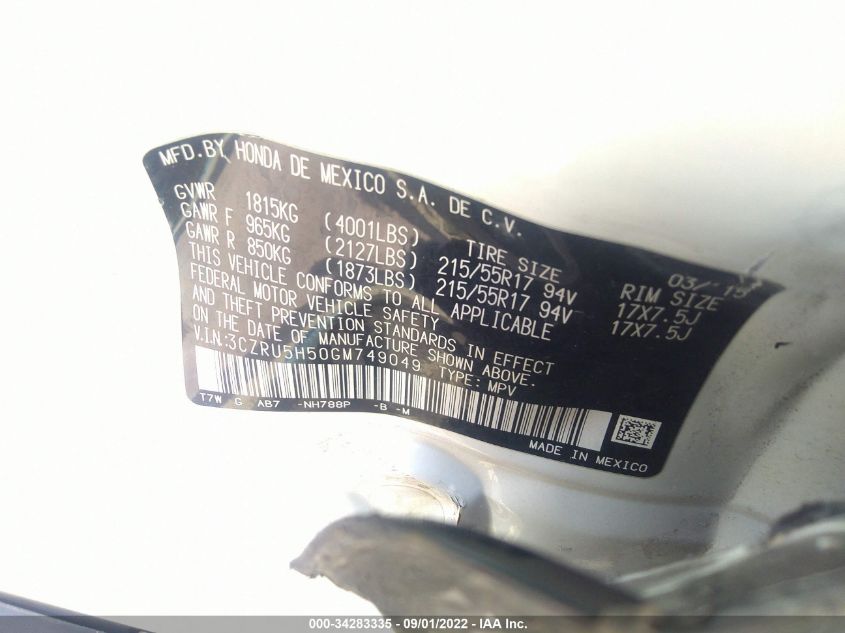 MFD.BY HONDA DE MEXICO S.A. DE C.V.
03/ 15
GVWR 1815KG (4001LBS) TIRE SIZE RIM SIZE
GAWR F 965KG (2127LBS) 215/55R17 94V 17X7.5J
GAWR R 850KG (1873LBS) 215/55R17 94V 17X7.5J
THIS VEHICLE CONFORMS TO ALL APPLICABLE
FEDERAL MOTOR VEHICLE SAFETY
AND THEFT PREVENTION STANDARDS IN EFFECT
ON THE DATE OF MANUFACTURE SHOWN ABOVE.
V.I.N:3CZRU5H50GM749049 TYPE: MPV
T7W G AB7 -NH788P -B -M
MADE IN MEXICO
000-34283335 - 09/01/2022 - IAA Inc.